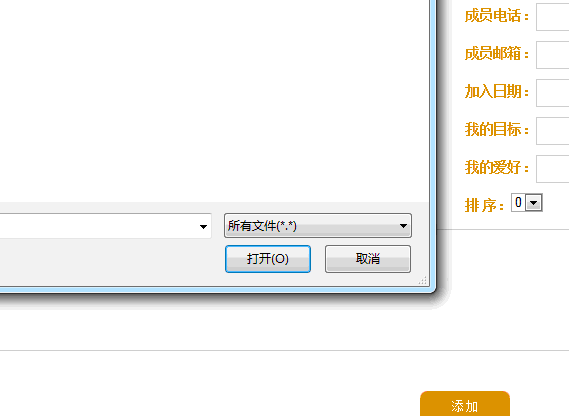 成员电话：
成员邮箱：
加入日期：
我的目标：
我的爱好：
排 序： 0
所有文件(*.*)
打开(O) 取消
添加